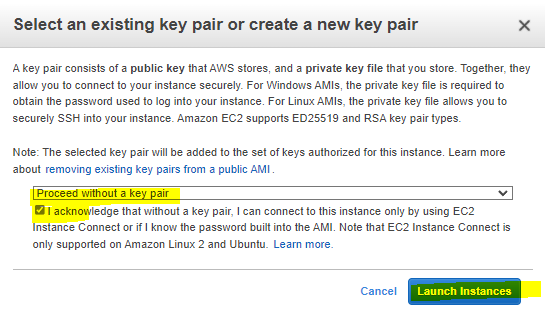 Select an existing key pair or create a new key pair
A key pair consists of a public key that AWS stores, and a private key file that you store. Together, they
allow you to connect to your instance securely. For Windows AMIs, the private key file is required to
obtain the password used to log into your instance. For Linux AMIs, the private key file allows you to
securely SSH into your instance. Amazon EC2 supports ED25519 and RSA key pair types.
Note: The selected key pair will be added to the set of keys authorized for this instance. Learn more
about removing existing key pairs from a public AMI .
Proceed without a key pair
I acknowledge that without a key pair, I can connect to this instance only by using EC2
Instance Connect or if I know the password built into the AMI. Note that EC2 Instance Connect is
only supported on Amazon Linux 2 and Ubuntu. Learn more.
Cancel Launch Instances